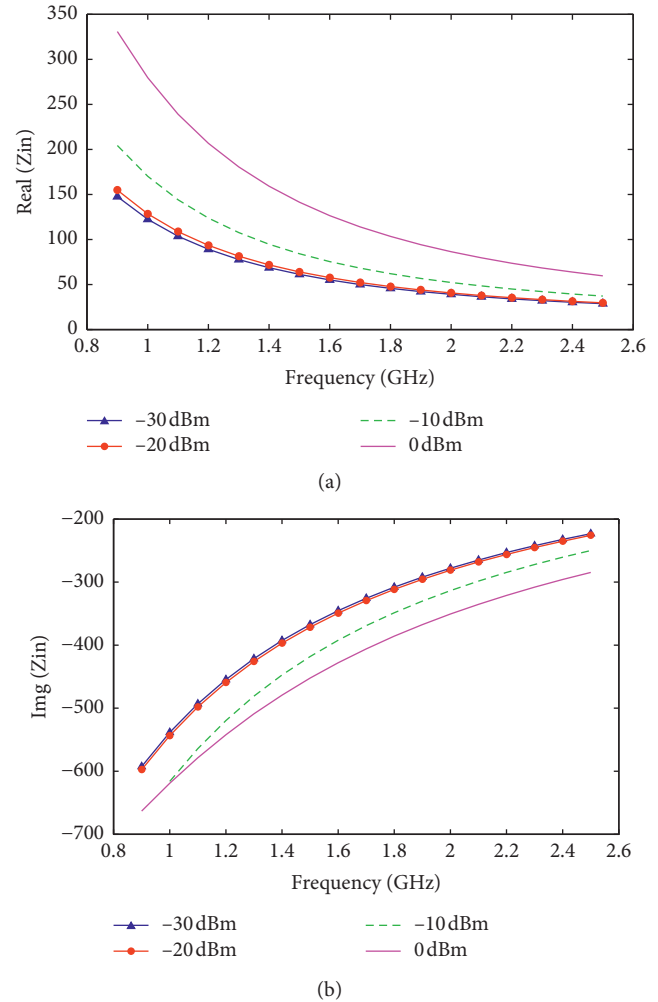 350
300
250
200
150
100
50
0
Real (Zin)
0.8 1 1.2 1.4 1.6 1.8 2 2.2 2.4 2.6
Frequency (GHz)
–30 dBm –10 dBm
–20 dBm 0 dBm
(a)
–200
–300
–400
–500
–600
–700
Img (Zin)
0.8 1 1.2 1.4 1.6 1.8 2 2.2 2.4 2.6
Frequency (GHz)
–30 dBm –10 dBm
–20 dBm 0 dBm
(b)